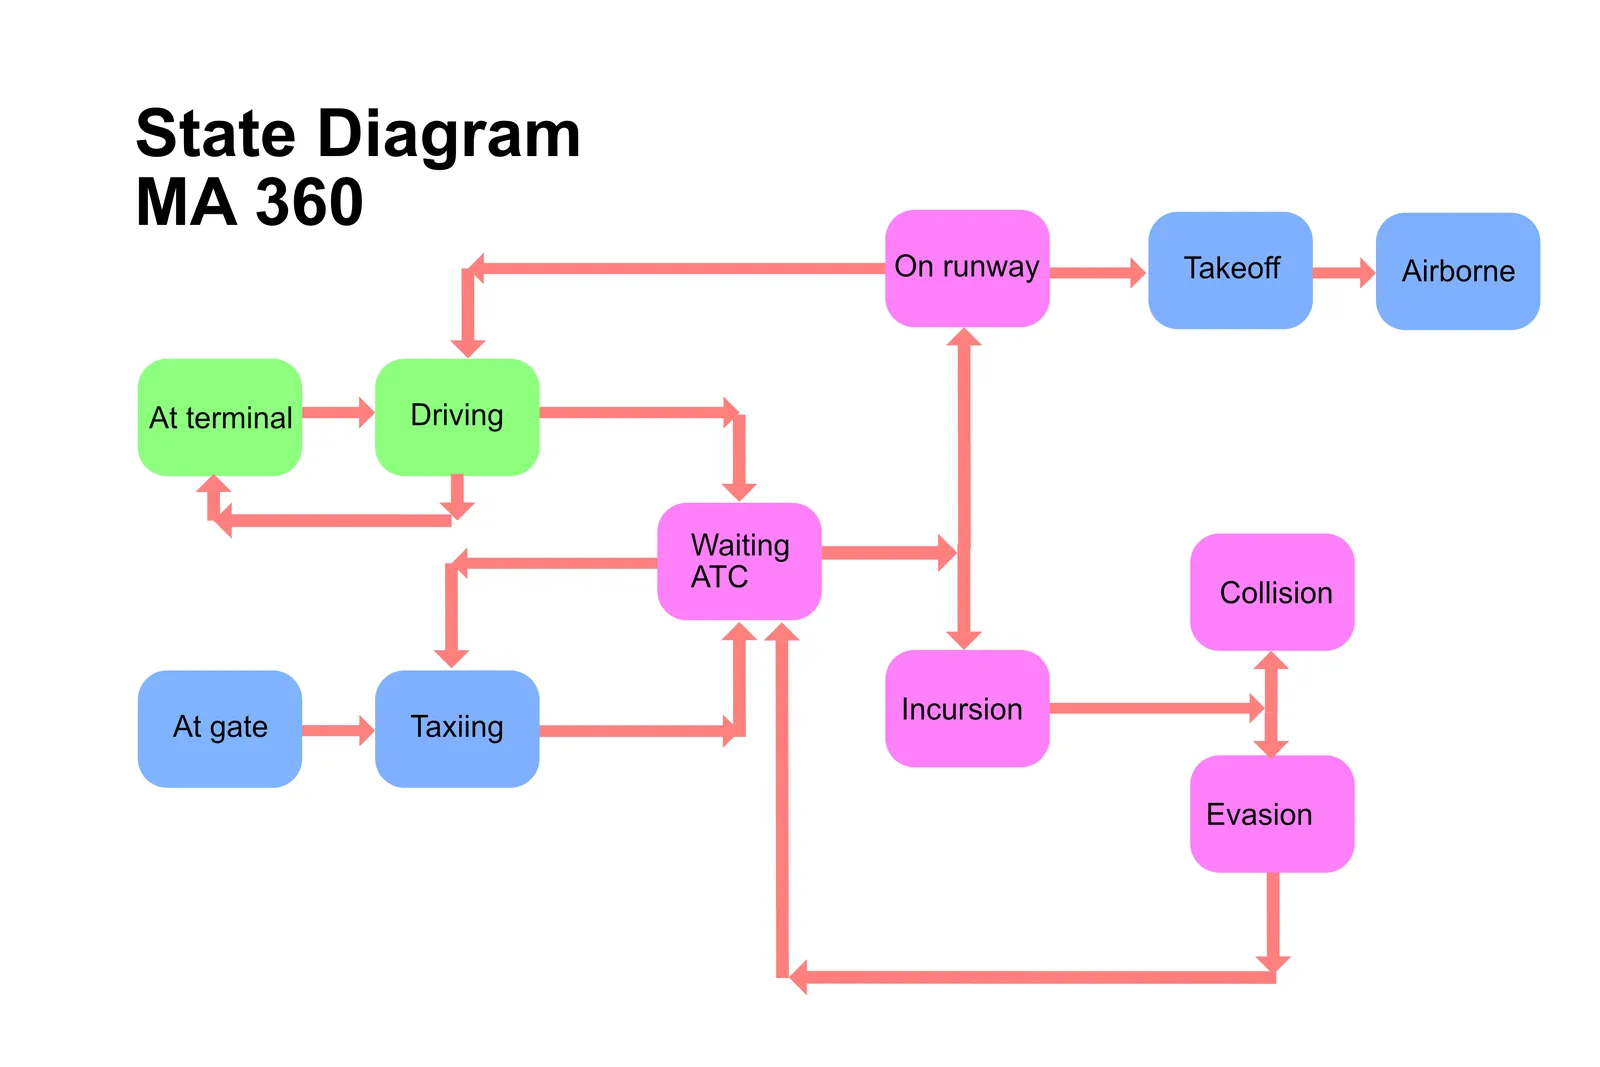 State Diagram
MA 360
On runway
Takeoff
Airborne
At terminal
Driving
Waiting
ATC
Collision
At gate
Taxiing
Incursion
Evasion